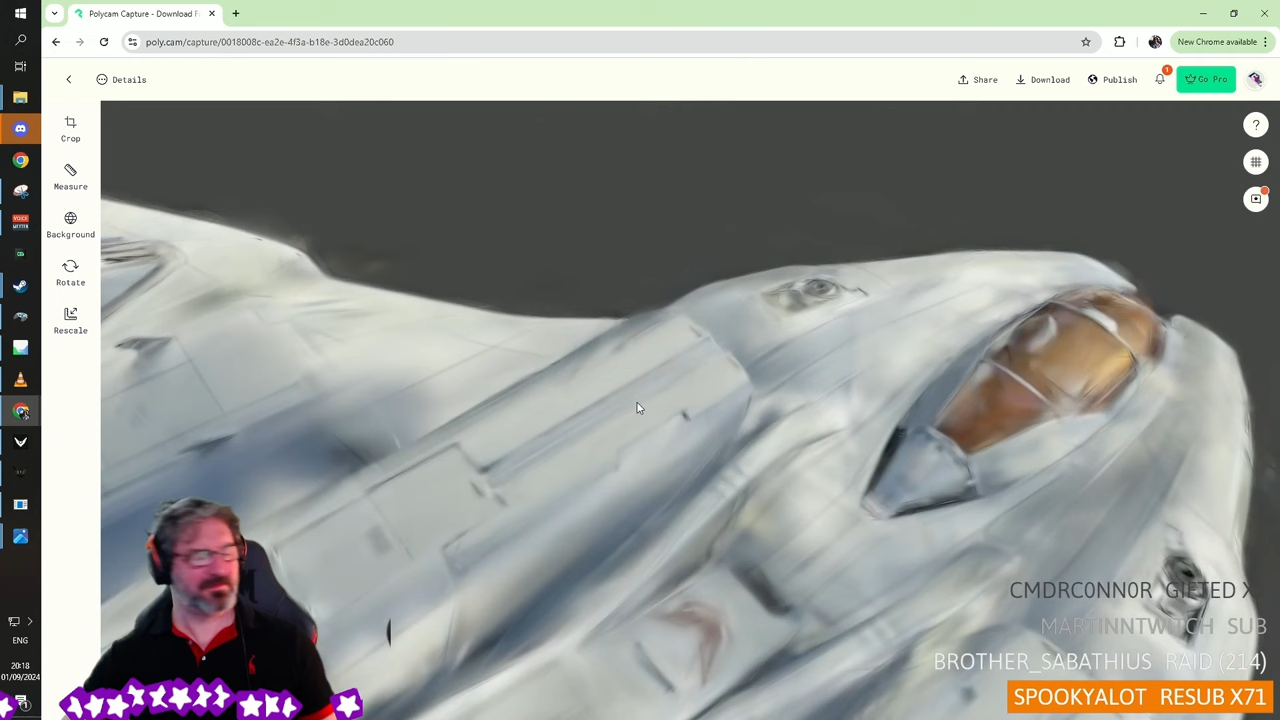 Polycam Capture - Download F
poly.cam/capture/0018008c-ea2e-4f3a-b18e-3d0dea20c060
New Chrome available
Details
Share
Download
Publish
1
Go Pro
Crop
Measure
Background
Rotate
Rescale
?
CMDRC0NN0R GIFTED X
MARTINNTWITCH SUB
BROTHER_SABATHIUS RAID (214)
SPOOKYALOT RESUB X71
ENG
20:18
01/09/2024